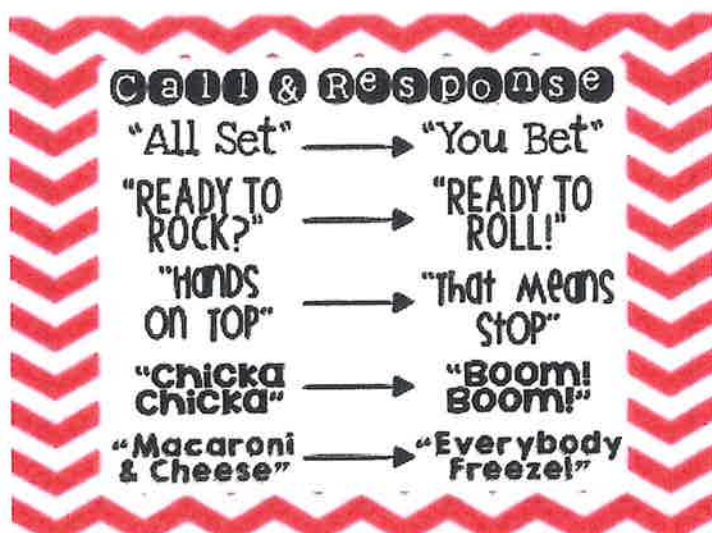 Call & Response
"All Set" → "You Bet"
"READY TO ROCK?" → "READY TO ROLL!"
"HANDS ON TOP" → "That Means StOP"
"Chicka Chicka" → "Boom! Boom!"
"Macaroni & Cheese" → "Everybody Freeze!"